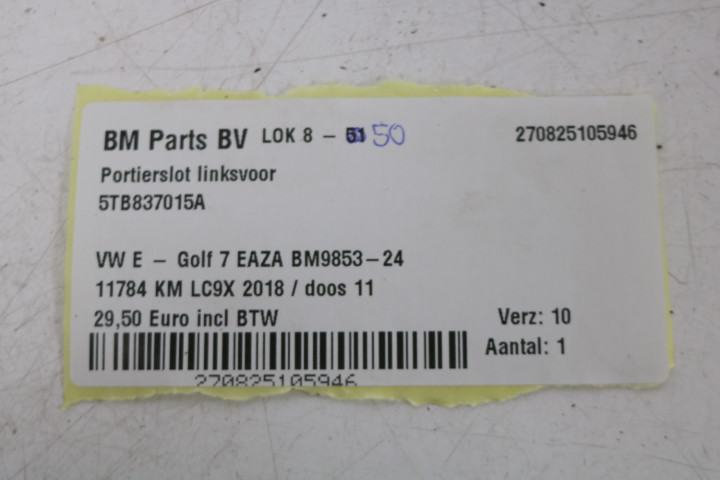 BM Parts BV LOK 8 - 51 50 270825105946
Portierslot linksvoor
5TB837015A
VW E - Golf 7 EAZA BM9853-24
11784 KM LC9X 2018 / doos 11
29,50 Euro incl BTW Verz: 10
Aantal: 1
270825105946